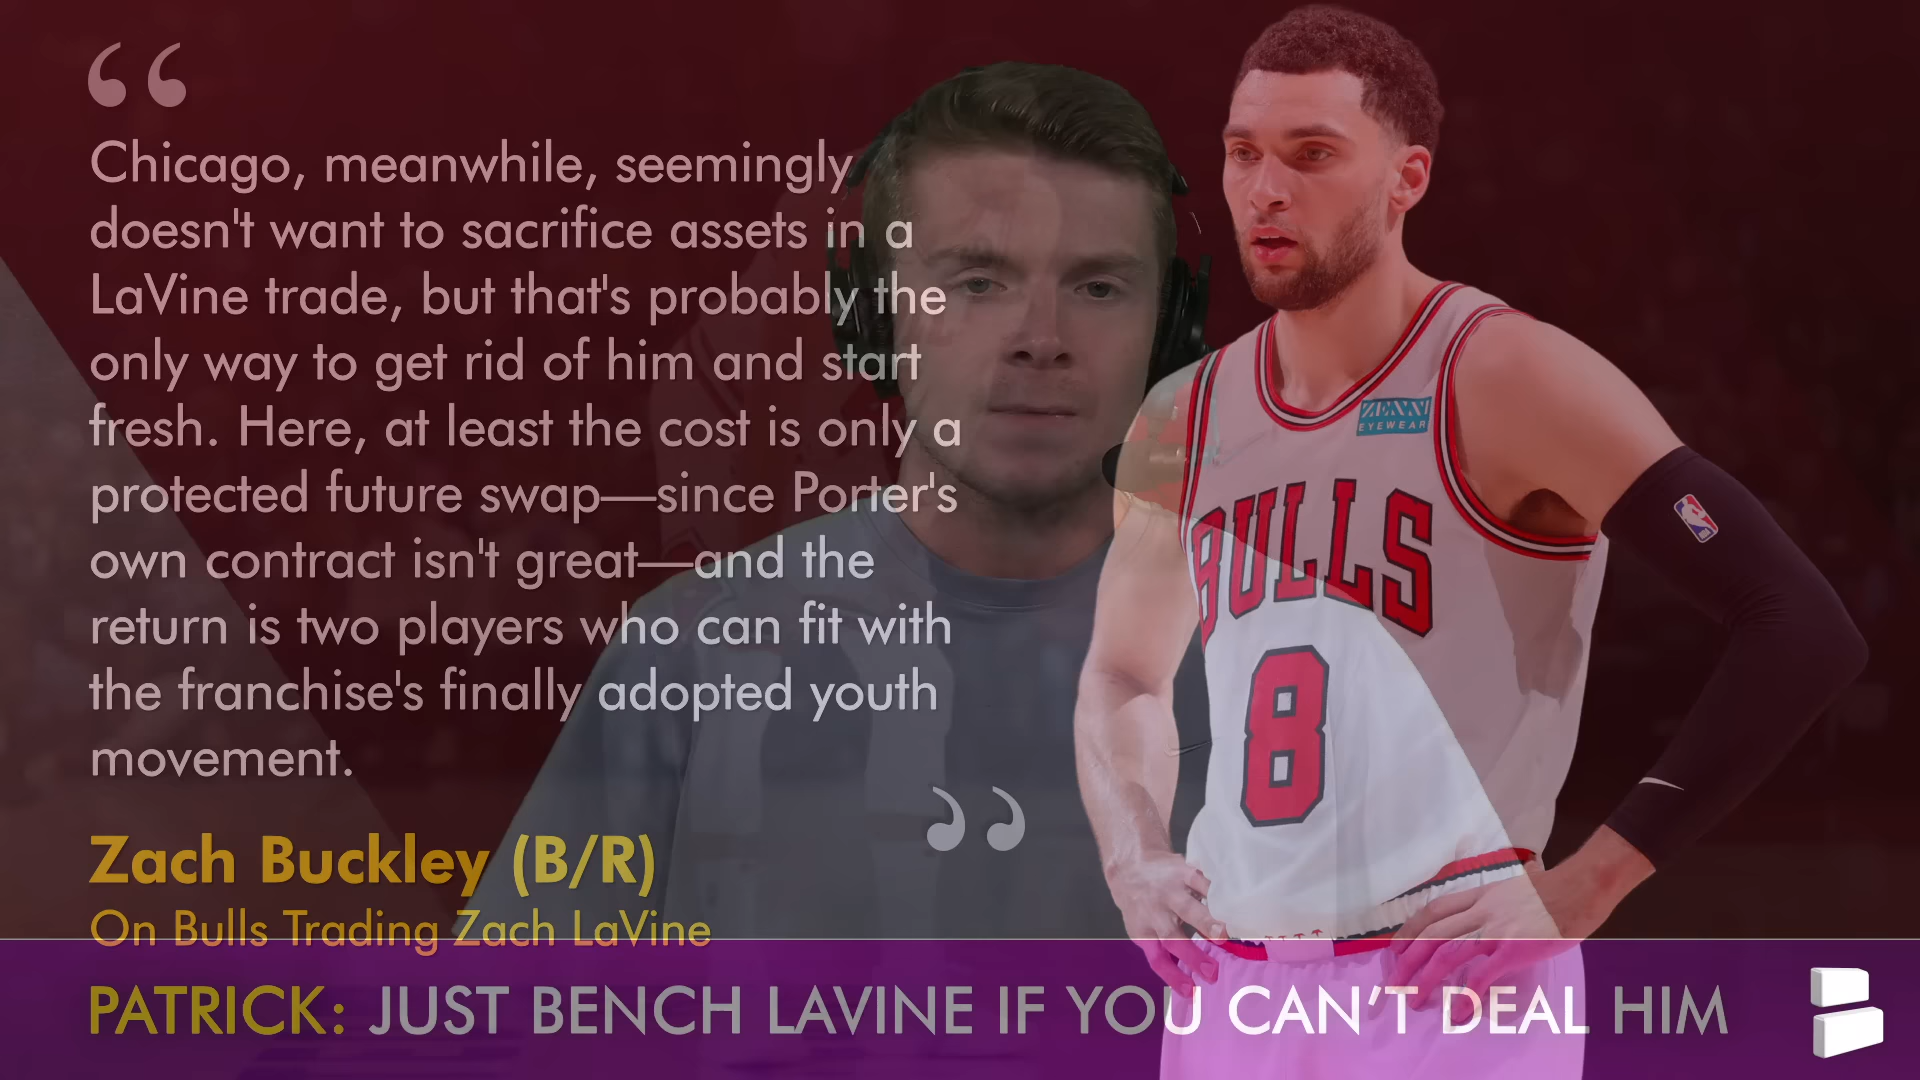 “
Chicago, meanwhile, seemingly
doesn't want to sacrifice assets in a
LaVine trade, but that's probably the
only way to get rid of him and start
fresh. Here, at least the cost is only a
protected future swap—since Porter's
own contract isn't great—and the
return is two players who can fit with
the franchise's finally adopted youth
movement.
”
Zach Buckley (B/R)
On Bulls Trading Zach LaVine
PATRICK: JUST BENCH LAVINE IF YOU CAN’T DEAL HIM
ZENNI
EYEWEAR
BULLS
8